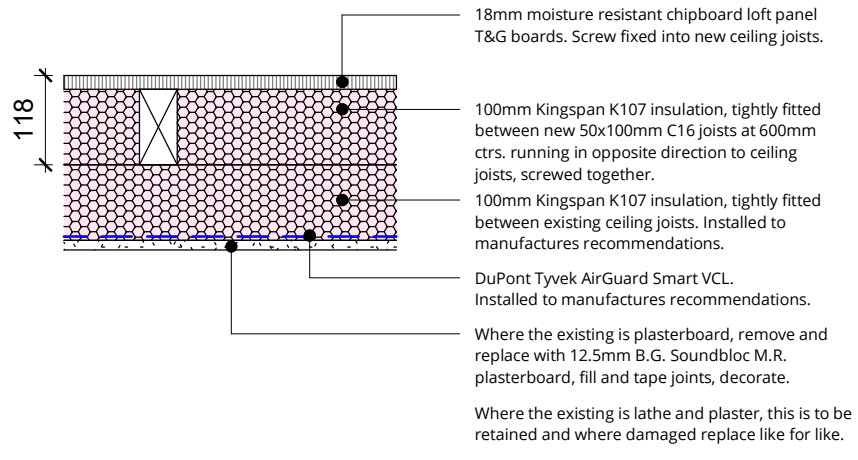 18mm moisture resistant chipboard loft panel
T&G boards. Screw fixed into new ceiling joists.
118
100mm Kingspan K107 insulation, tightly fitted
between new 50x100mm C16 joists at 600mm
ctrs. running in opposite direction to ceiling
joists, screwed together.
100mm Kingspan K107 insulation, tightly fitted
between existing ceiling joists. Installed to
manufactures recommendations.
DuPont Tyvek AirGuard Smart VCL.
Installed to manufactures recommendations.
Where the existing is plasterboard, remove and
replace with 12.5mm B.G. Soundbloc M.R.
plasterboard, fill and tape joints, decorate.
Where the existing is lathe and plaster, this is to be
retained and where damaged replace like for like.